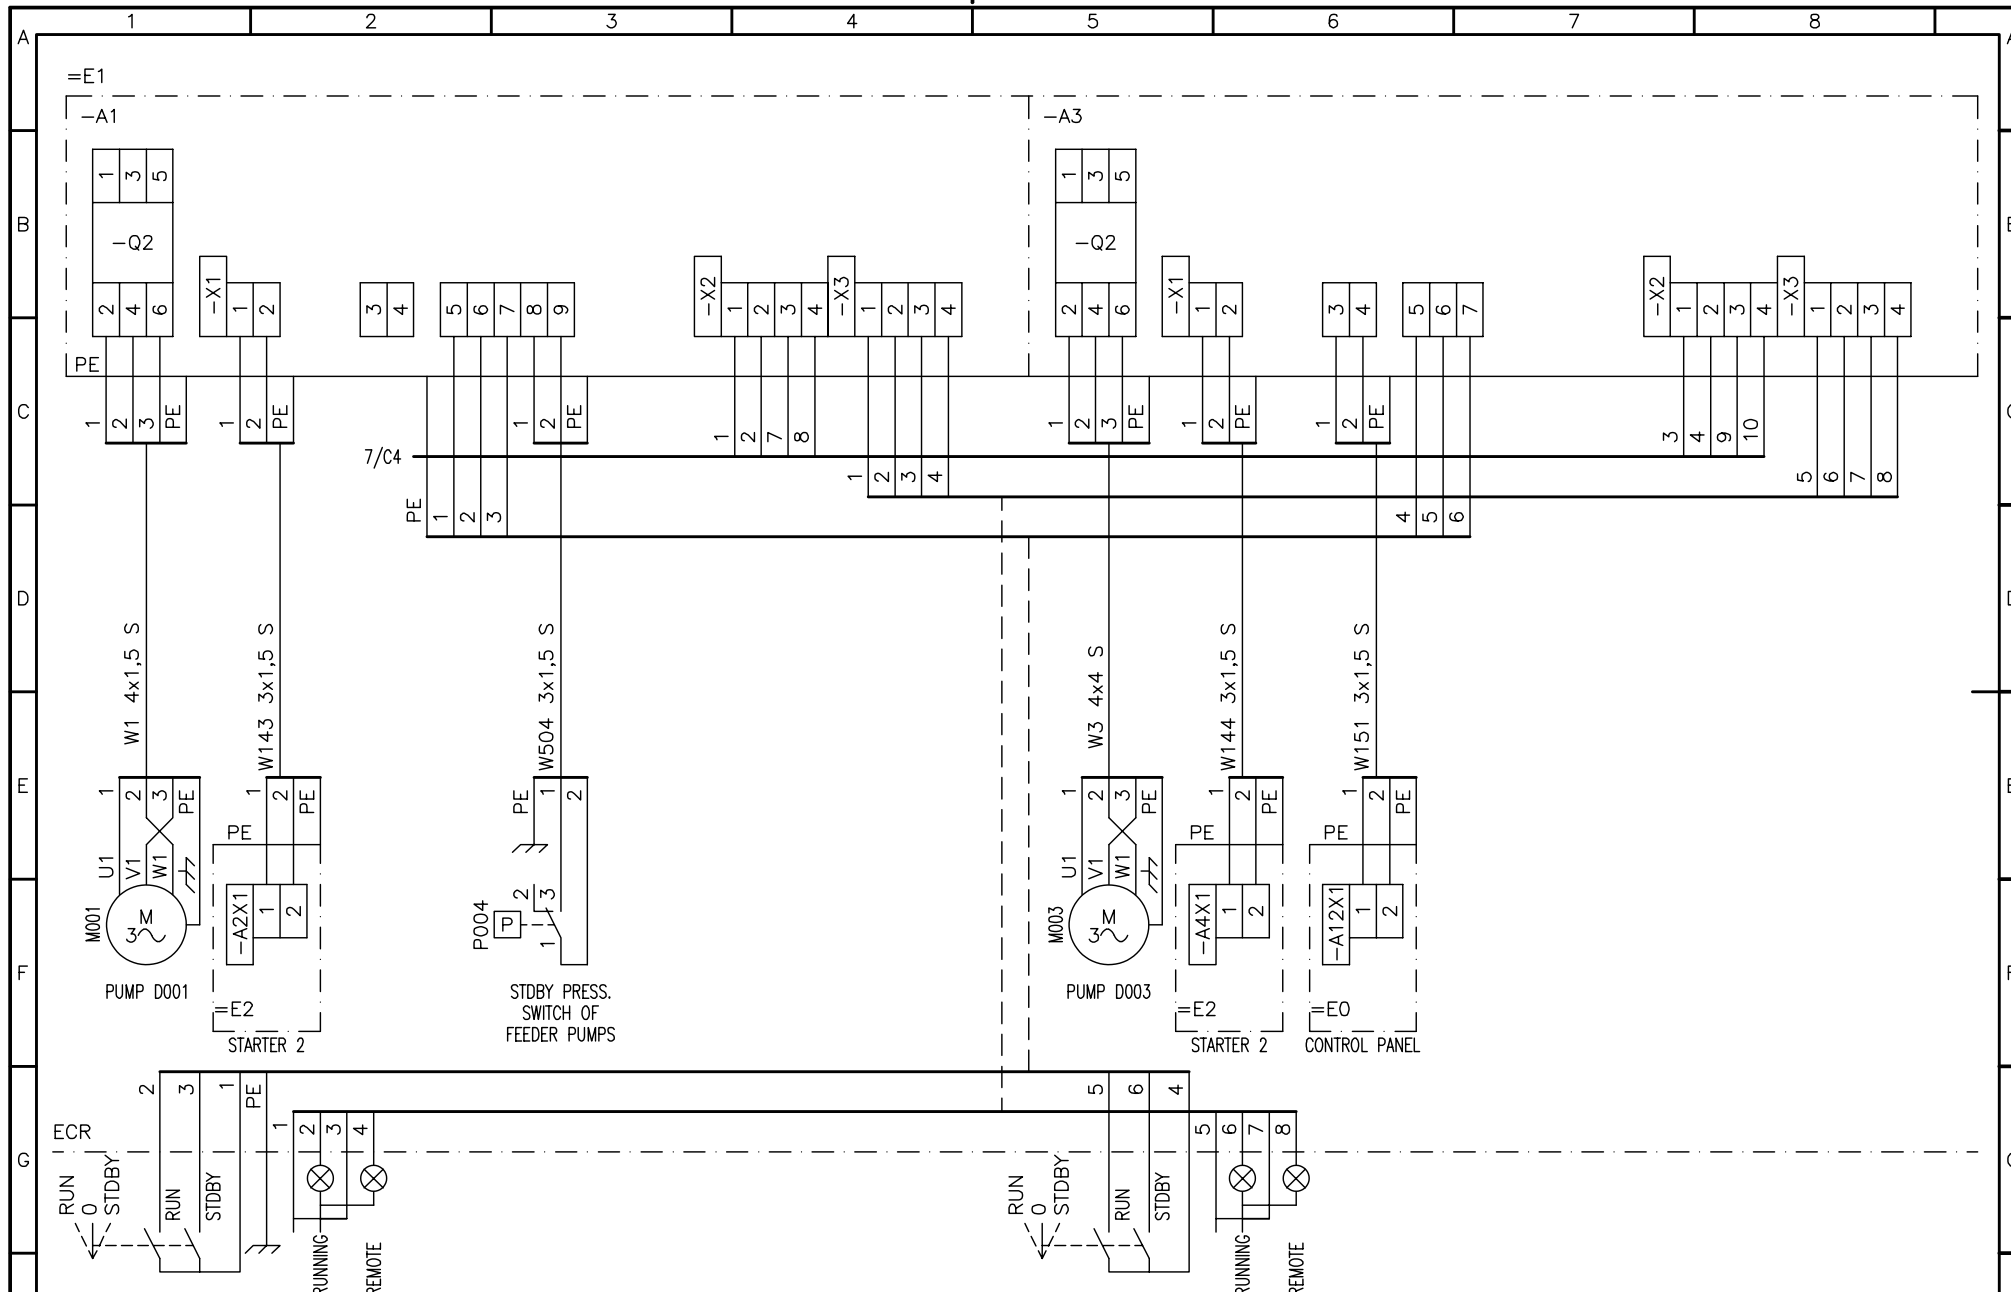 1 2 3 4 5 6 7 8
A
=E1
-A1 -A3
1 3 5 1 3 5
B
-Q2 -Q2
2 4 6 -X1 1 2 3 4 5 6 7 8 9 -X2 1 2 3 4 -X3 1 2 3 4 2 4 6 -X1 1 2 3 4 5 6 7 -X2 1 2 3 4 -X3 1 2 3 4
PE
C
1 2 3 PE 1 2 PE 1 2 PE 1 2 7 8 1 2 3 PE 1 2 PE 1 2 PE 3 4 9 10
7/C4
1 2 3 4 5 6 7 8
PE 1 2 3 4 5 6
D
W1 4x1,5 S
W143 3x1,5 S
W504 3x1,5 S
W3 4x4 S
W144 3x1,5 S
W151 3x1,5 S
E
1 2 3 PE 1 2 PE PE 1 2 1 2 3 PE 1 2 PE 1 2 PE
PE PE PE
U1 V1 W1 U1 V1 W1
M001 M 3~
-A2X1 1 2
P004 P 2 3 1
M003 M 3~
-A4X1 1 2
-A12X1 1 2
F
PUMP D001
=E2
STARTER 2
STDBY PRESS.
SWITCH OF
FEEDER PUMPS
PUMP D003
=E2
STARTER 2
=E0
CONTROL PANEL
2 3 1 PE 5 6 4
1 2 3 4 5 6 7 8
ECR
G
RUN 0 STDBY RUN STDBY RUNNING REMOTE
RUN 0 STDBY RUN STDBY RUNNING REMOTE